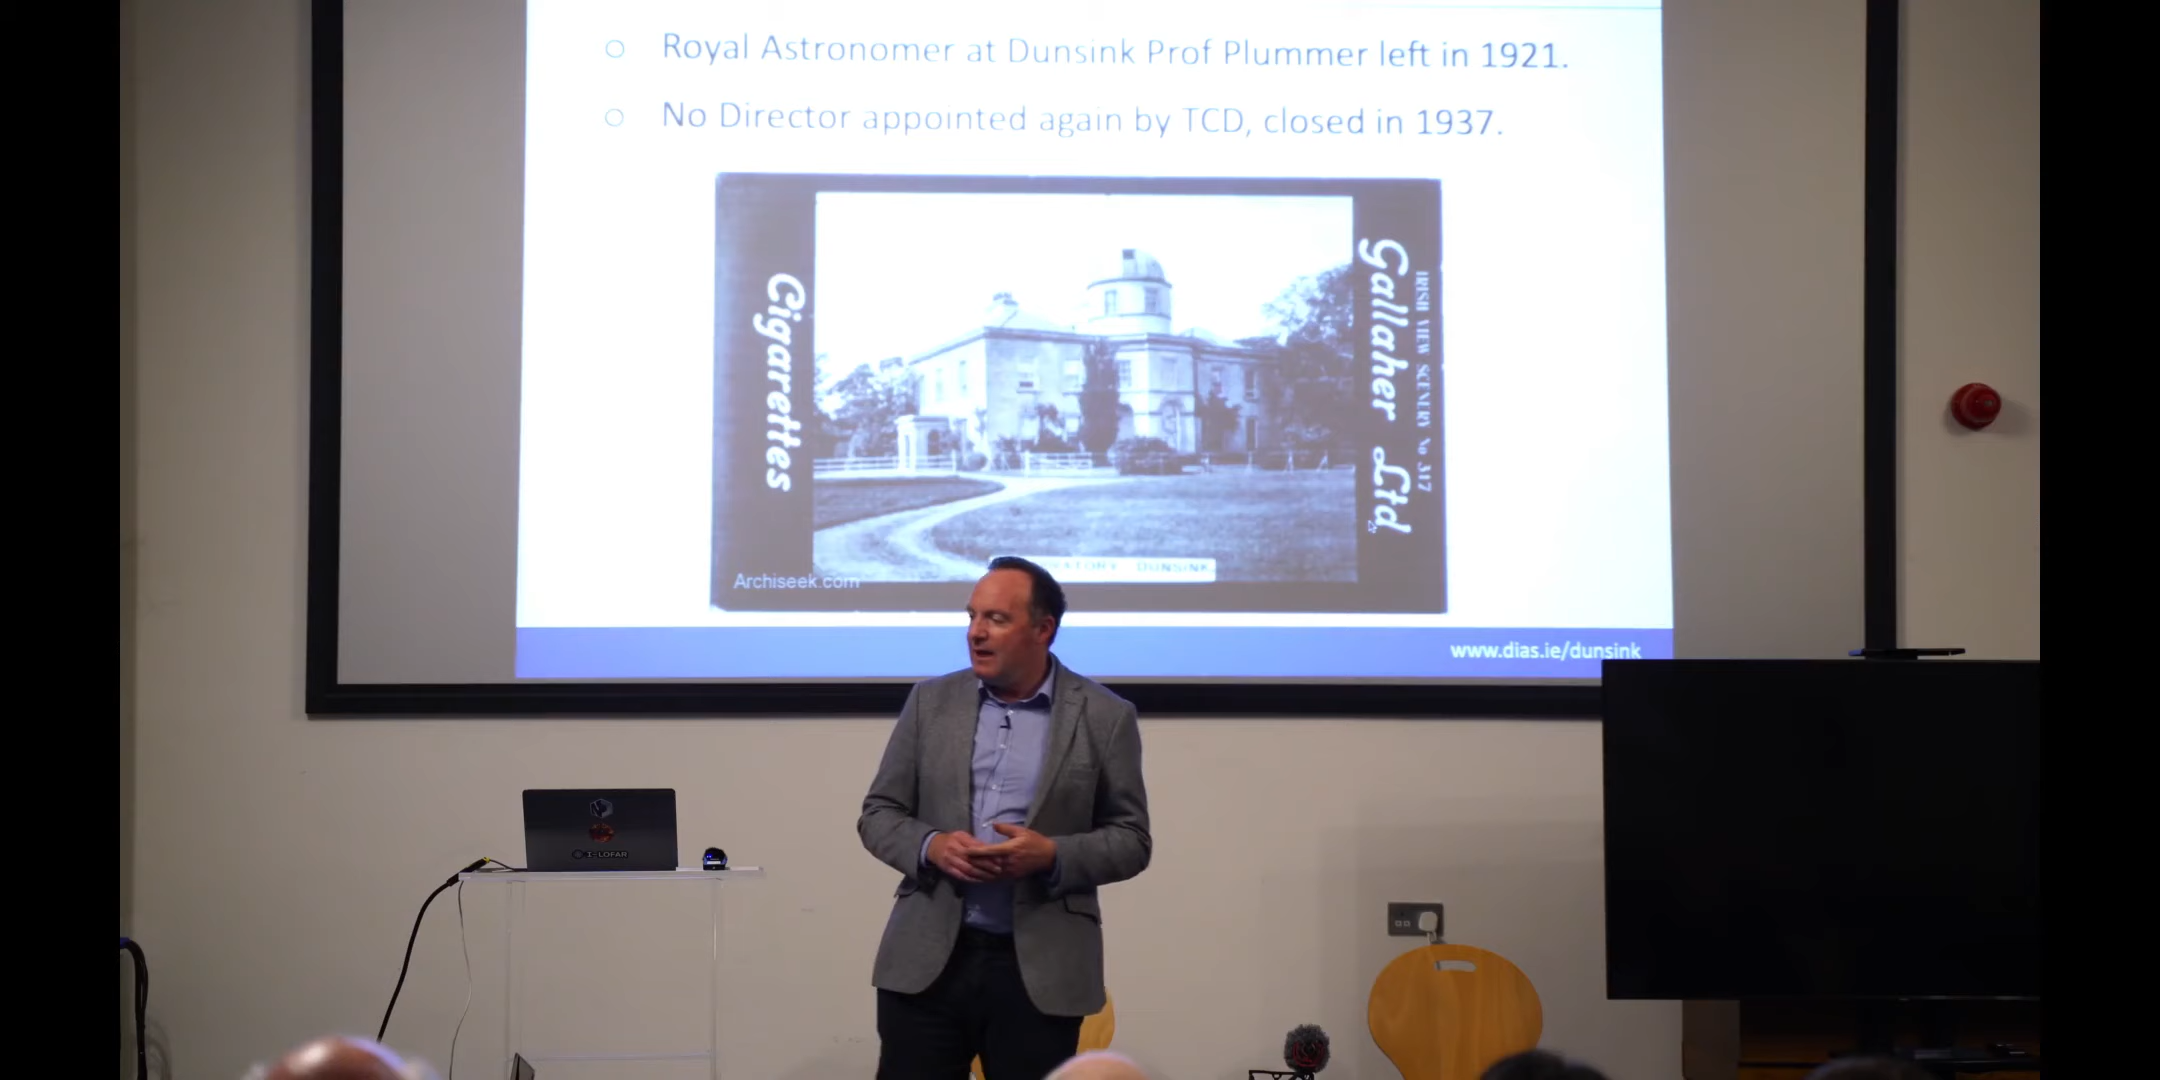 Royal Astronomer at Dunsink Prof Plummer left in 1921.
No Director appointed again by TCD, closed in 1937.
Cigarettes
Gallaher Ltd
IRISH VIEW SCENERY No 317
DUNSINK
Archiseek.com
www.dias.ie/dunsink
I-LOFAR